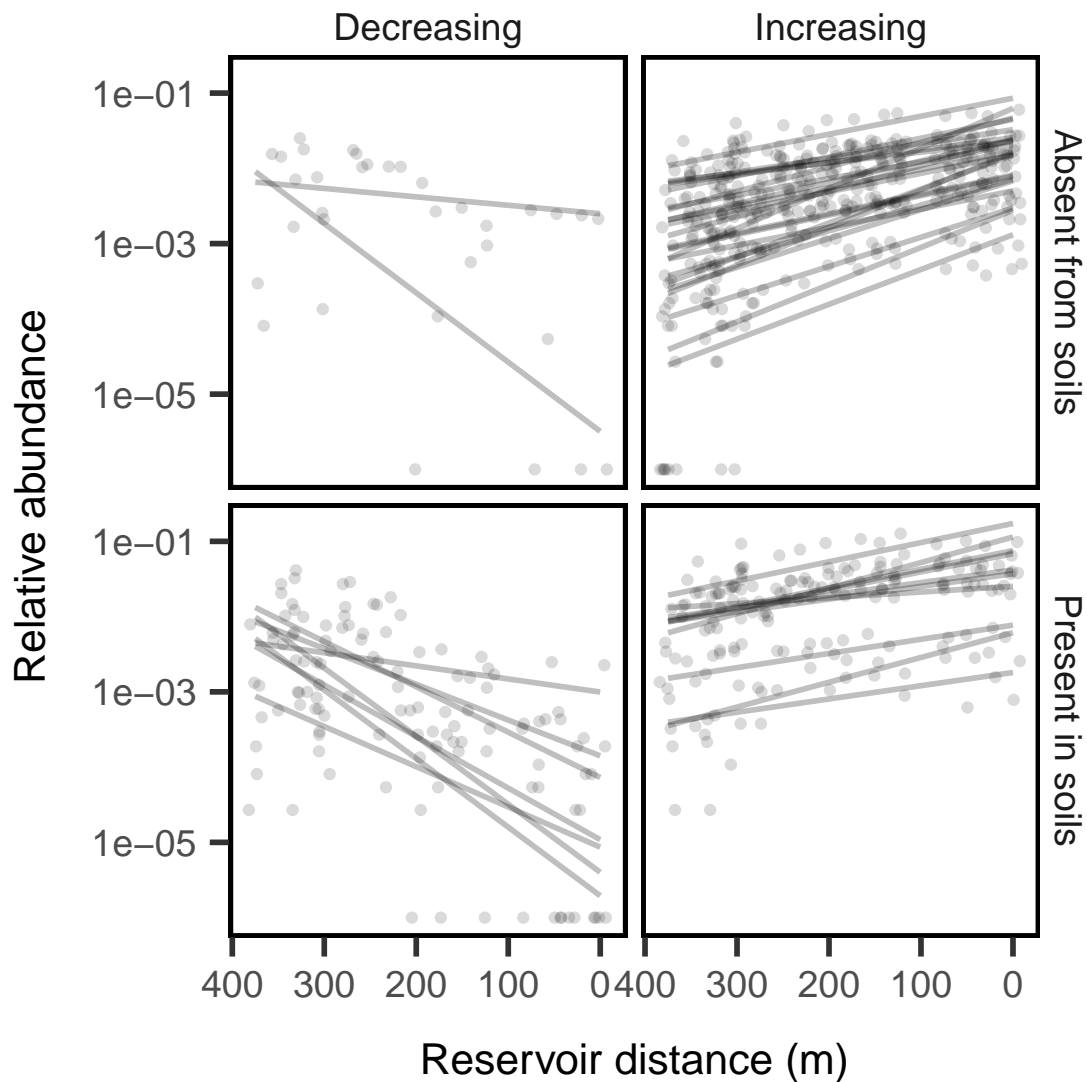 Decreasing Increasing
1e−01
1e−03
1e−05
Absent from soils
Relative abundance
1e−01
1e−03
1e−05
Present in soils
400 300 200 100 0 400 300 200 100 0
Reservoir distance (m)